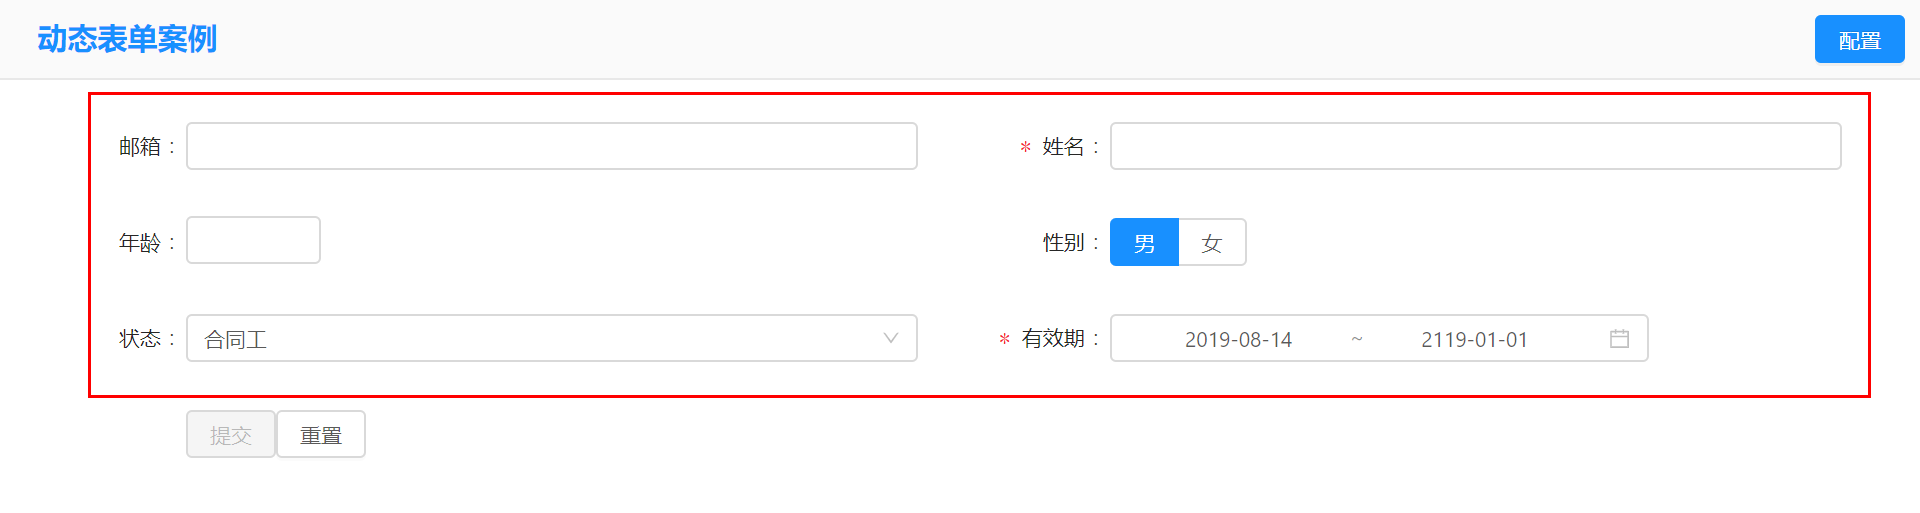 动态表单案例 配置
邮箱 : * 姓名 :
年龄 : 性别 : 男 女
状态 : 合同工 * 有效期 : 2019-08-14 ~ 2119-01-01
提交 重置